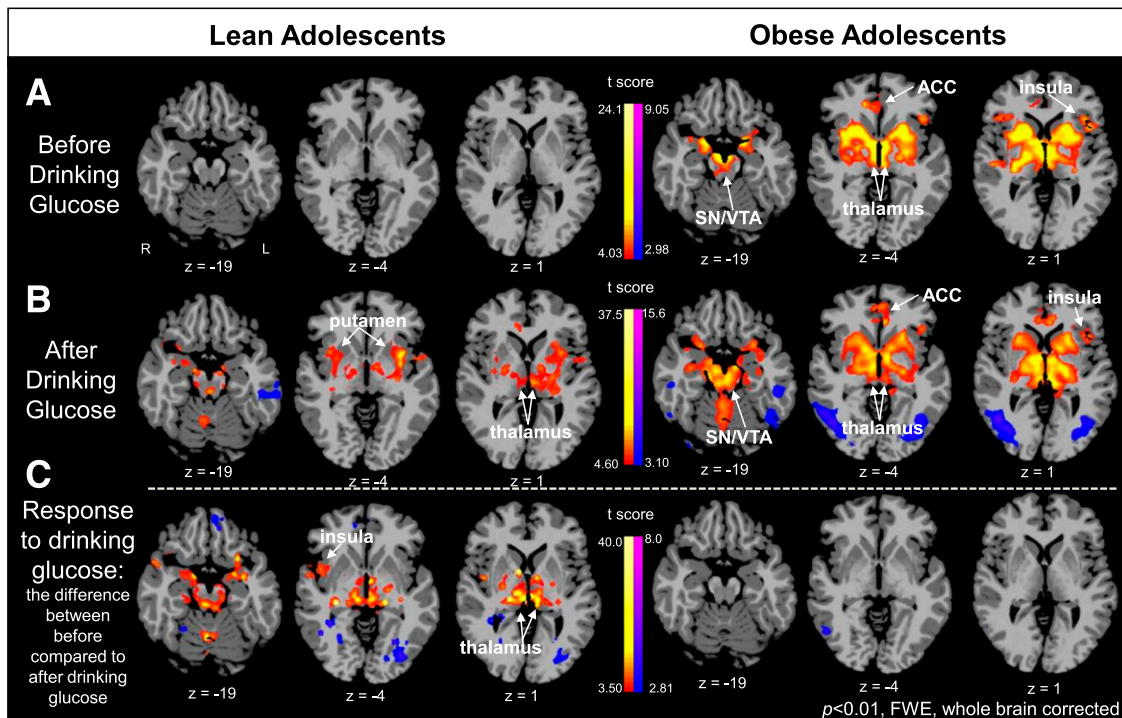 Lean Adolescents
Obese Adolescents
A
Before
Drinking
Glucose
R
L
z = -19
z = -4
z = 1
t score
24.1
9.05
4.03
2.98
SN/VTA
z = -19
ACC
thalamus
z = -4
insula
z = 1
B
After
Drinking
Glucose
z = -19
putamen
z = -4
thalamus
z = 1
37.5
15.6
4.60
3.10
SN/VTA
z = -19
ACC
thalamus
z = -4
insula
z = 1
C
Response
to drinking
glucose:
the difference
between
before
compared to
after drinking
glucose
z = -19
insula
z = -4
thalamus
z = 1
t score
40.0
8.0
3.50
2.81
z = -19
z = -4
z = 1
p<0.01, FWE, whole brain corrected